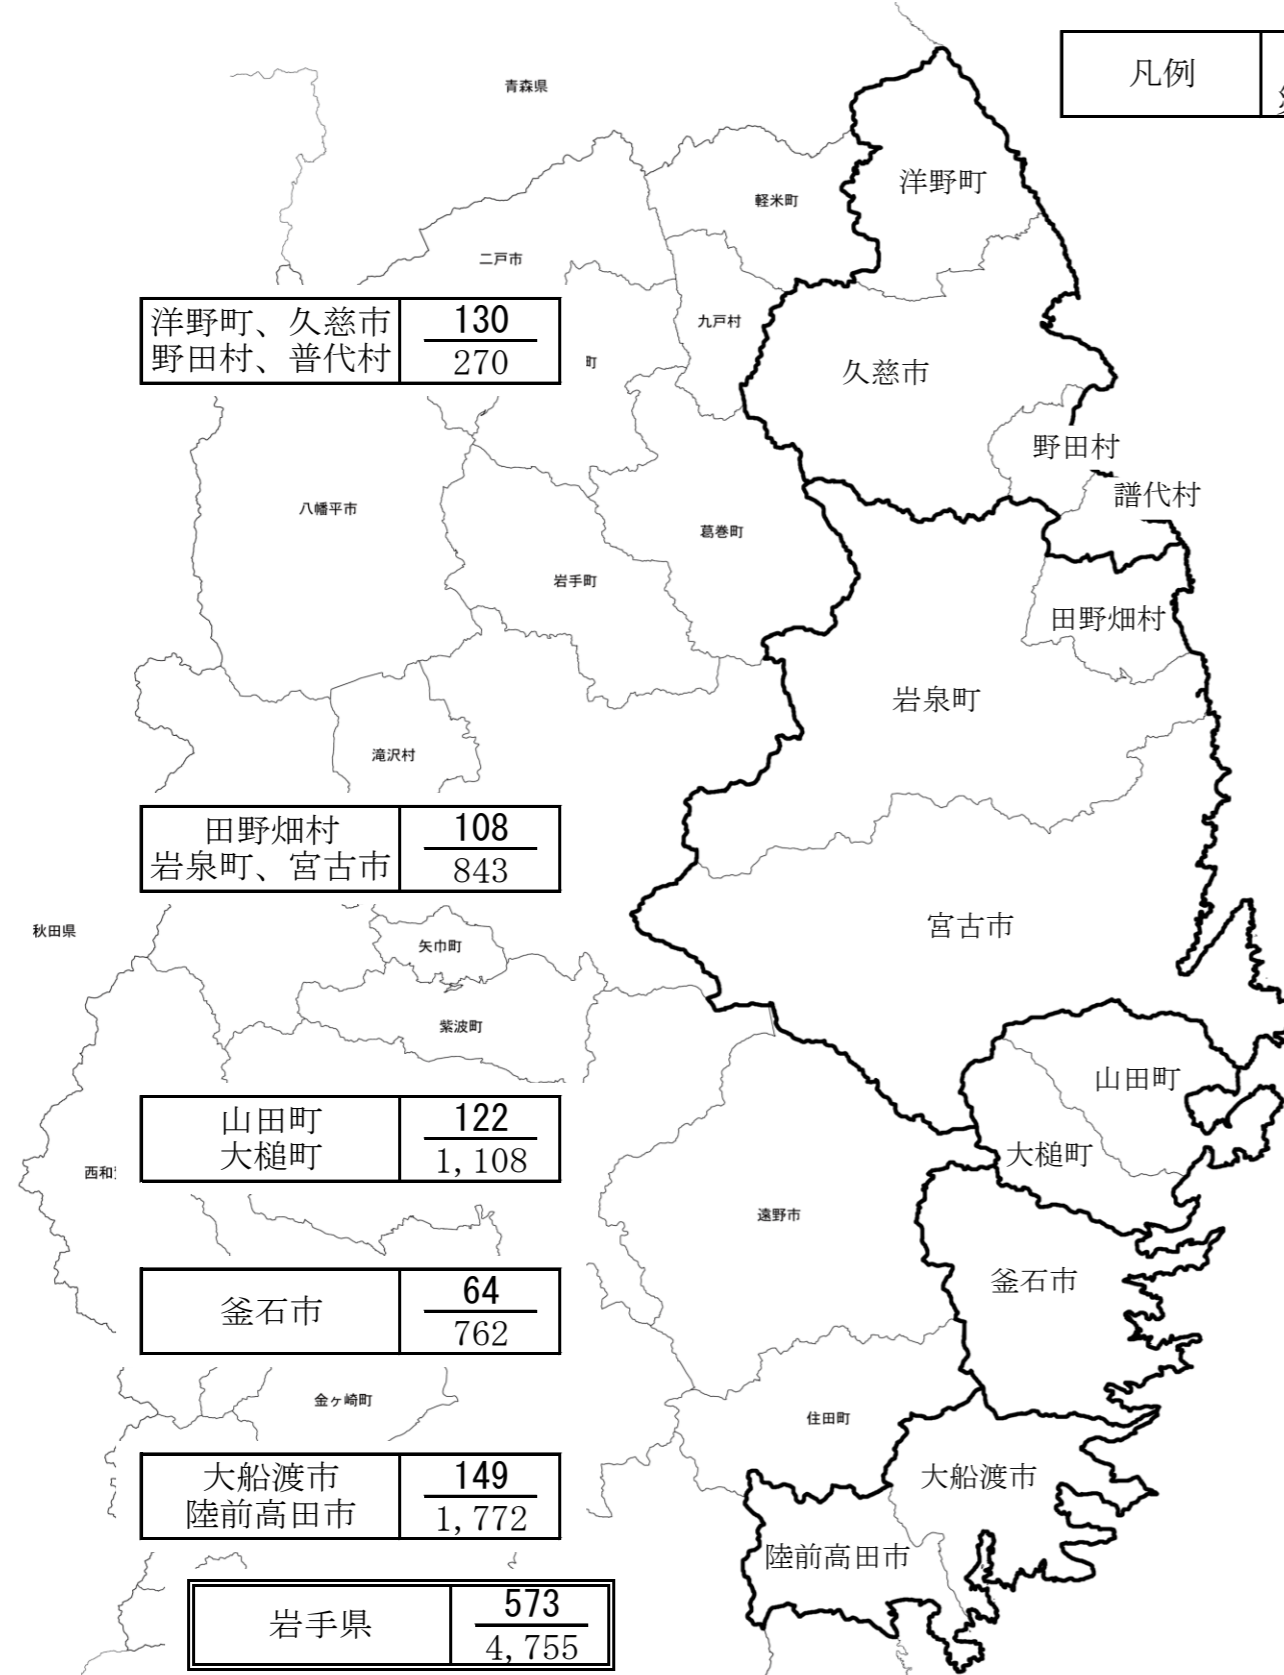 青森県
凡例
洋野町
軽米町
二戸市
洋野町、久慈市
野田村、普代村
130
270
町
九戸村
久慈市
野田村
譜代村
八幡平市
葛巻町
岩手町
田野畑村
岩泉町
滝沢村
田野畑村
岩泉町、宮古市
108
843
秋田県
矢巾町
宮古市
紫波町
山田町
山田町
大槌町
122
1,108
大槌町
西和
遠野市
釜石市
釜石市
64
762
金ヶ崎町
住田町
大船渡市
陸前高田市
149
1,772
大船渡市
陸前高田市
岩手県
573
4,755